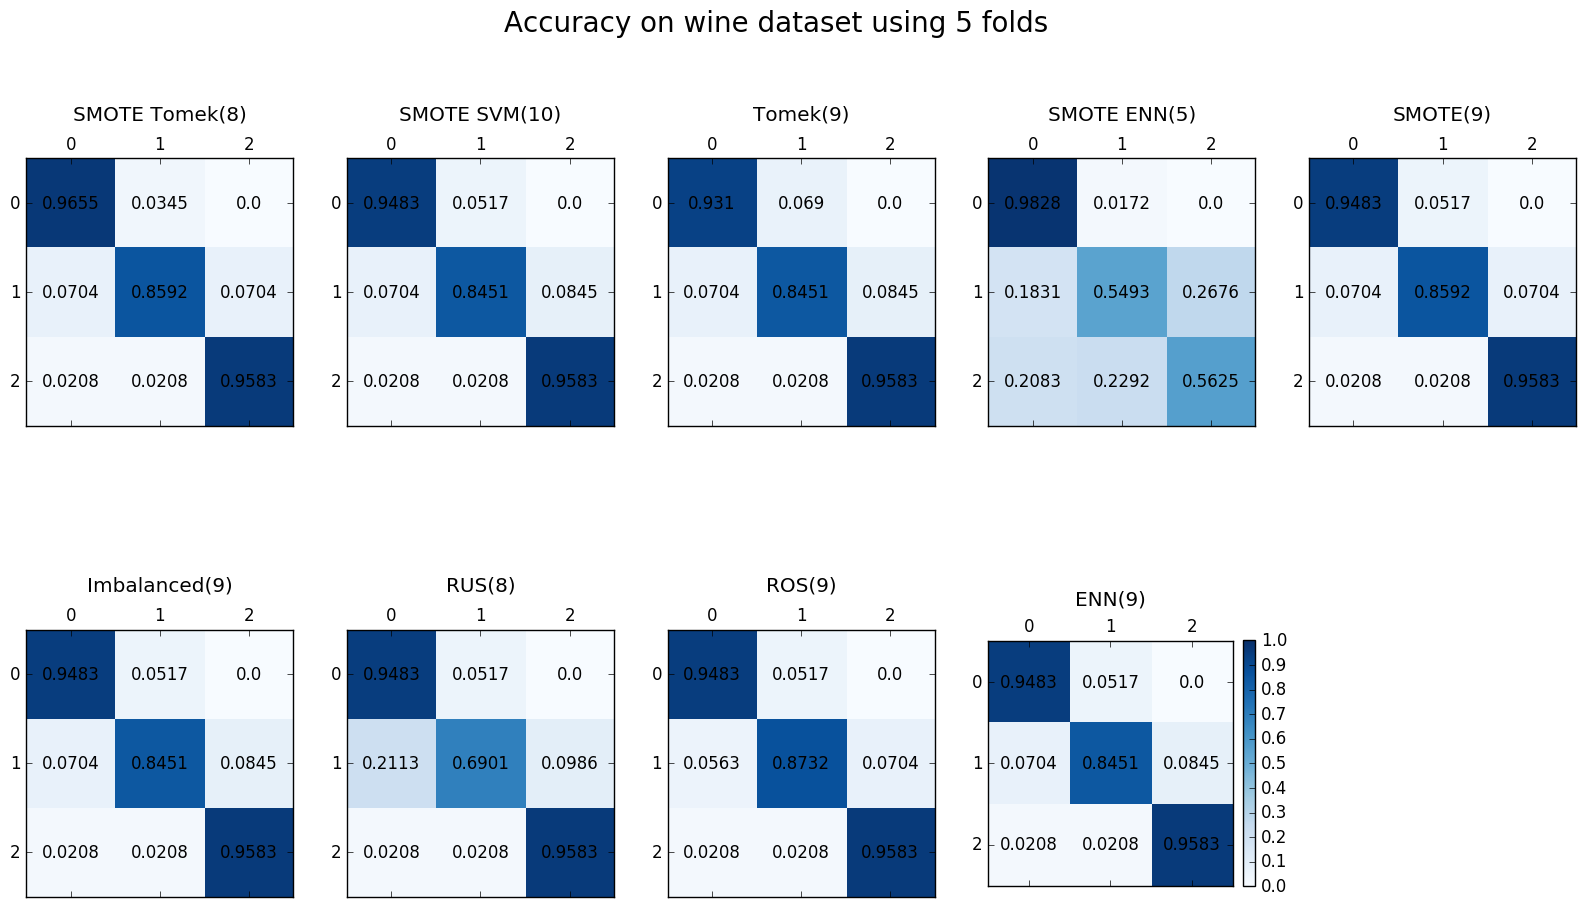 Accuracy on wine dataset using 5 folds
SMOTE Tomek(8)
0 1 2
0 0.9655 0.0345 0.0
1 0.0704 0.8592 0.0704
2 0.0208 0.0208 0.9583
SMOTE SVM(10)
0 1 2
0 0.9483 0.0517 0.0
1 0.0704 0.8451 0.0845
2 0.0208 0.0208 0.9583
Tomek(9)
0 1 2
0 0.931 0.069 0.0
1 0.0704 0.8451 0.0845
2 0.0208 0.0208 0.9583
SMOTE ENN(5)
0 1 2
0 0.9828 0.0172 0.0
1 0.1831 0.5493 0.2676
2 0.2083 0.2292 0.5625
SMOTE(9)
0 1 2
0 0.9483 0.0517 0.0
1 0.0704 0.8592 0.0704
2 0.0208 0.0208 0.9583
Imbalanced(9)
0 1 2
0 0.9483 0.0517 0.0
1 0.0704 0.8451 0.0845
2 0.0208 0.0208 0.9583
RUS(8)
0 1 2
0 0.9483 0.0517 0.0
1 0.2113 0.6901 0.0986
2 0.0208 0.0208 0.9583
ROS(9)
0 1 2
0 0.9483 0.0517 0.0
1 0.0563 0.8732 0.0704
2 0.0208 0.0208 0.9583
ENN(9)
0 1 2
0 0.9483 0.0517 0.0
1 0.0704 0.8451 0.0845
2 0.0208 0.0208 0.9583
1.0
0.9
0.8
0.7
0.6
0.5
0.4
0.3
0.2
0.1
0.0